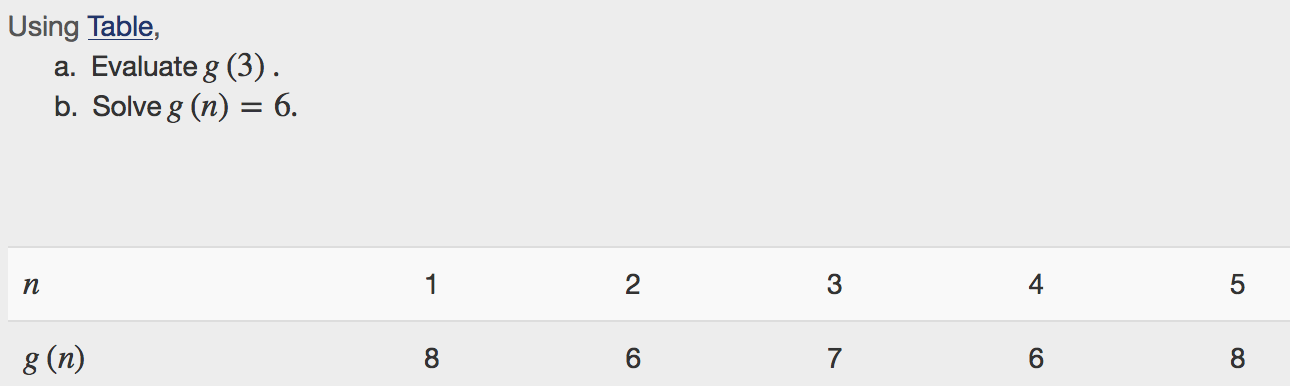 Using Table,
a. Evaluate g (3) .
b. Solve g (n) = 6.
n 1 2 3 4 5
g (n) 8 6 7 6 8